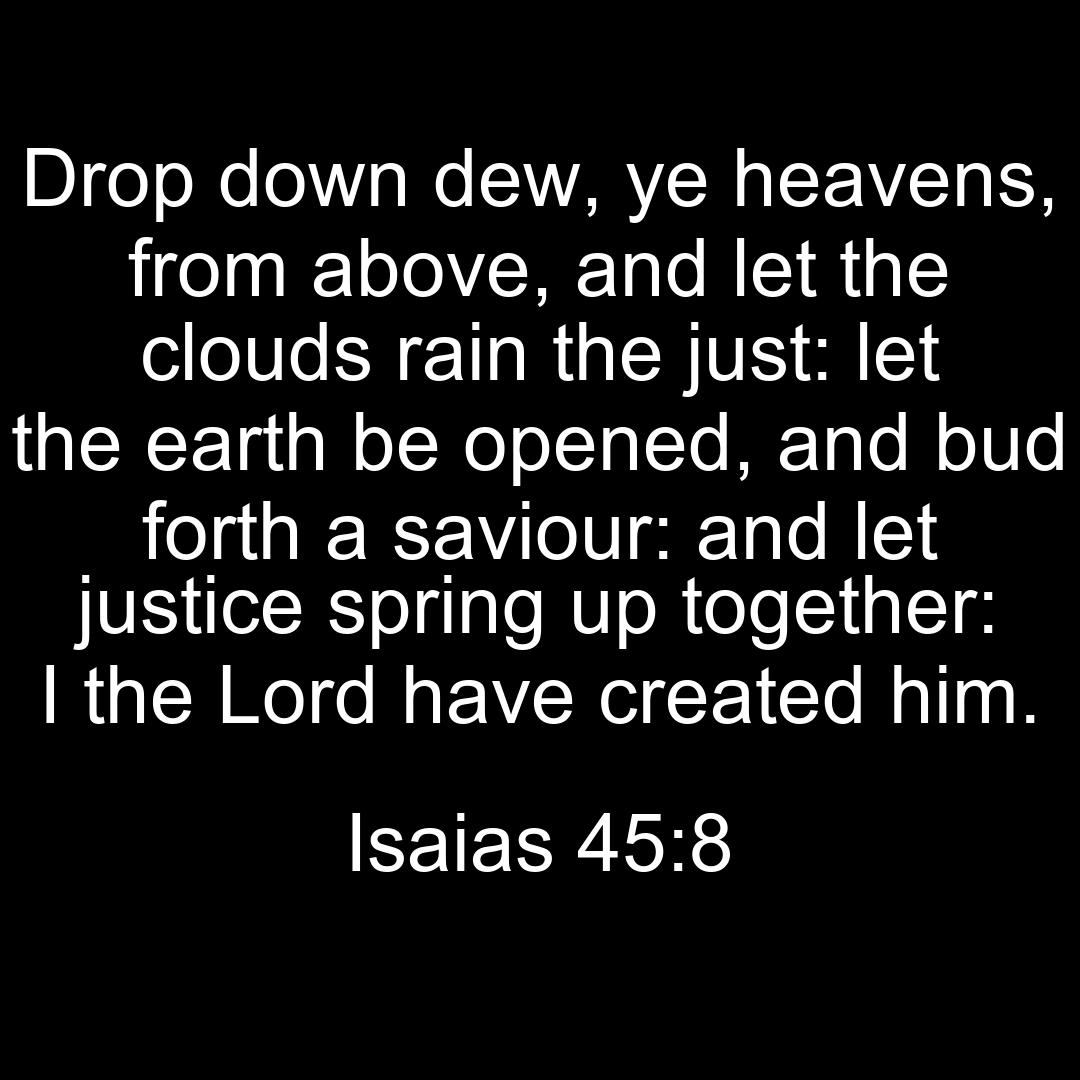 Drop down dew, ye heavens,
from above, and let the
clouds rain the just: let
the earth be opened, and bud
forth a saviour: and let
justice spring up together:
I the Lord have created him.
Isaias 45:8